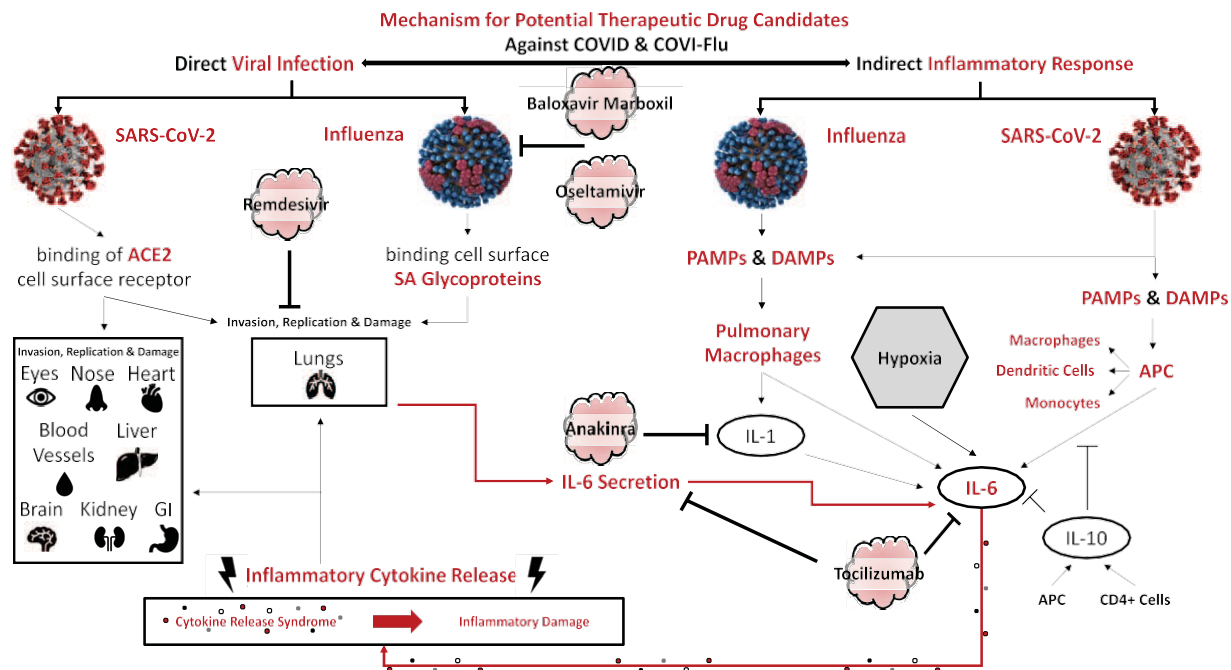 Mechanism for Potential Therapeutic Drug Candidates
Against COVID & COVI-Flu
Direct Viral Infection
Indirect Inflammatory Response
Baloxavir Marboxil
SARS-CoV-2
Influenza
Influenza
SARS-CoV-2
Oseltamivir
Remdesivir
binding of ACE2
cell surface receptor
binding cell surface
SA Glycoproteins
PAMPs & DAMPs
PAMPs & DAMPs
Invasion, Replication & Damage
Invasion, Replication & Damage
Eyes Nose Heart
Blood
Vessels
Liver
Brain Kidney GI
Lungs
Pulmonary
Macrophages
Hypoxia
Macrophages
Dendritic Cells
Monocytes
APC
Anakinra
IL-1
IL-6 Secretion
IL-6
IL-10
Tocilizumab
APC
CD4+ Cells
Inflammatory Cytokine Release
Cytokine Release Syndrome
Inflammatory Damage